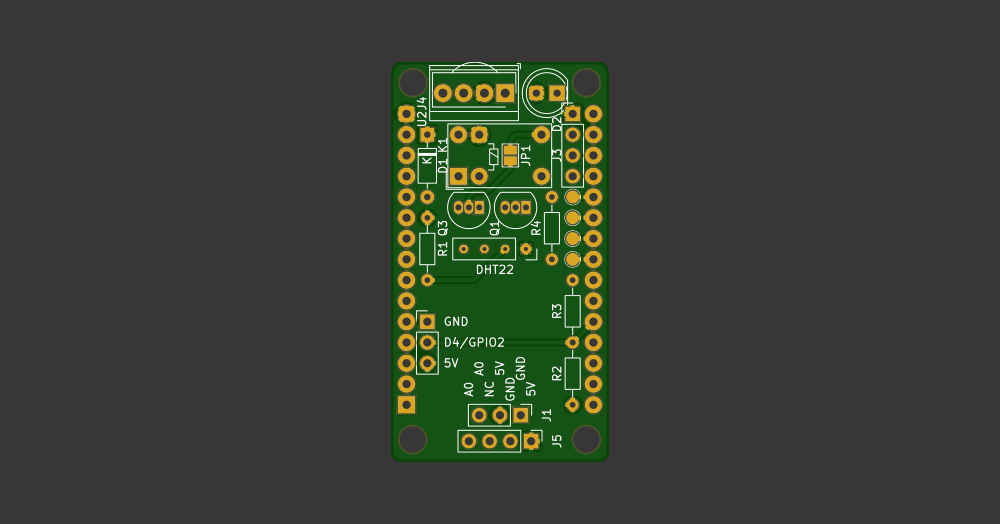 U2
J4
D2
K1
K
D1
JP1
J3
Q3
Q1
R4
R1
DHT22
R3
GND
D4/GPIO2
5V
A0
5V
GND
R2
A0
NC
GND
5V
J1
J5